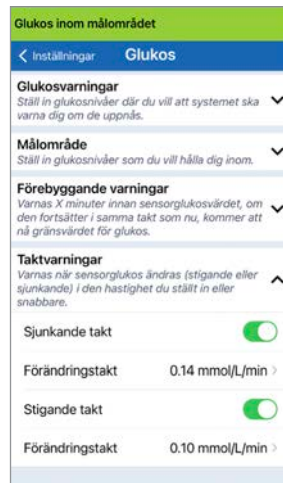 Glukos inom målområdet
Inställningar Glukos
Glukosvarningar
Ställ in glukosnivåer där du vill att systemet ska
varna dig om de uppnås.
Målområde
Ställ in glukosnivåer som du vill hålla dig inom.
Förebyggande varningar
Varnas X minuter innan sensorglukosvärdet, om
den fortsätter i samma takt som nu, kommer att
nå gränsvärdet för glukos.
Taktvarningar
Varnas när sensorglukos ändras (stigande eller
sjunkande) i den hastighet du ställt in eller
snabbare.
Sjunkande takt
Förändringstakt 0.14 mmol/L/min
Stigande takt
Förändringstakt 0.10 mmol/L/min